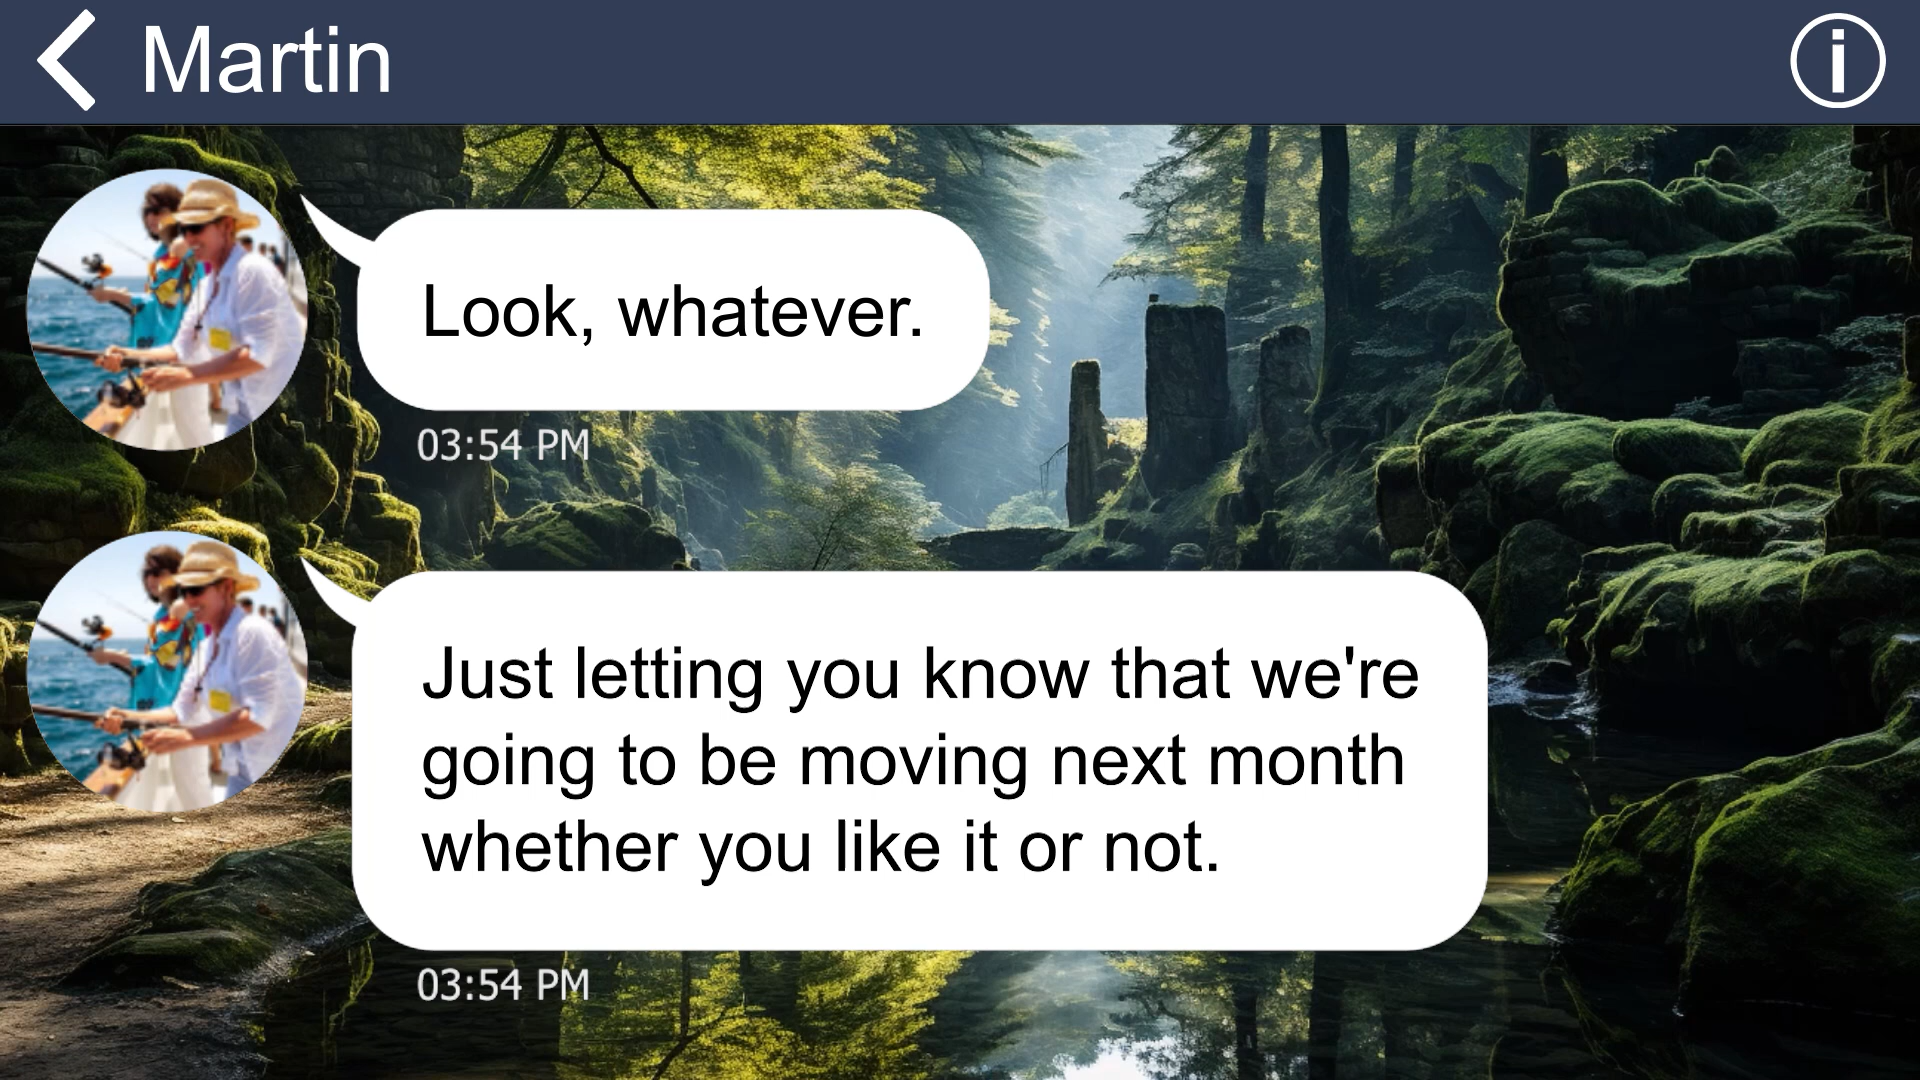 Martin
Look, whatever.
03:54 PM
Just letting you know that we're
going to be moving next month
whether you like it or not.
03:54 PM